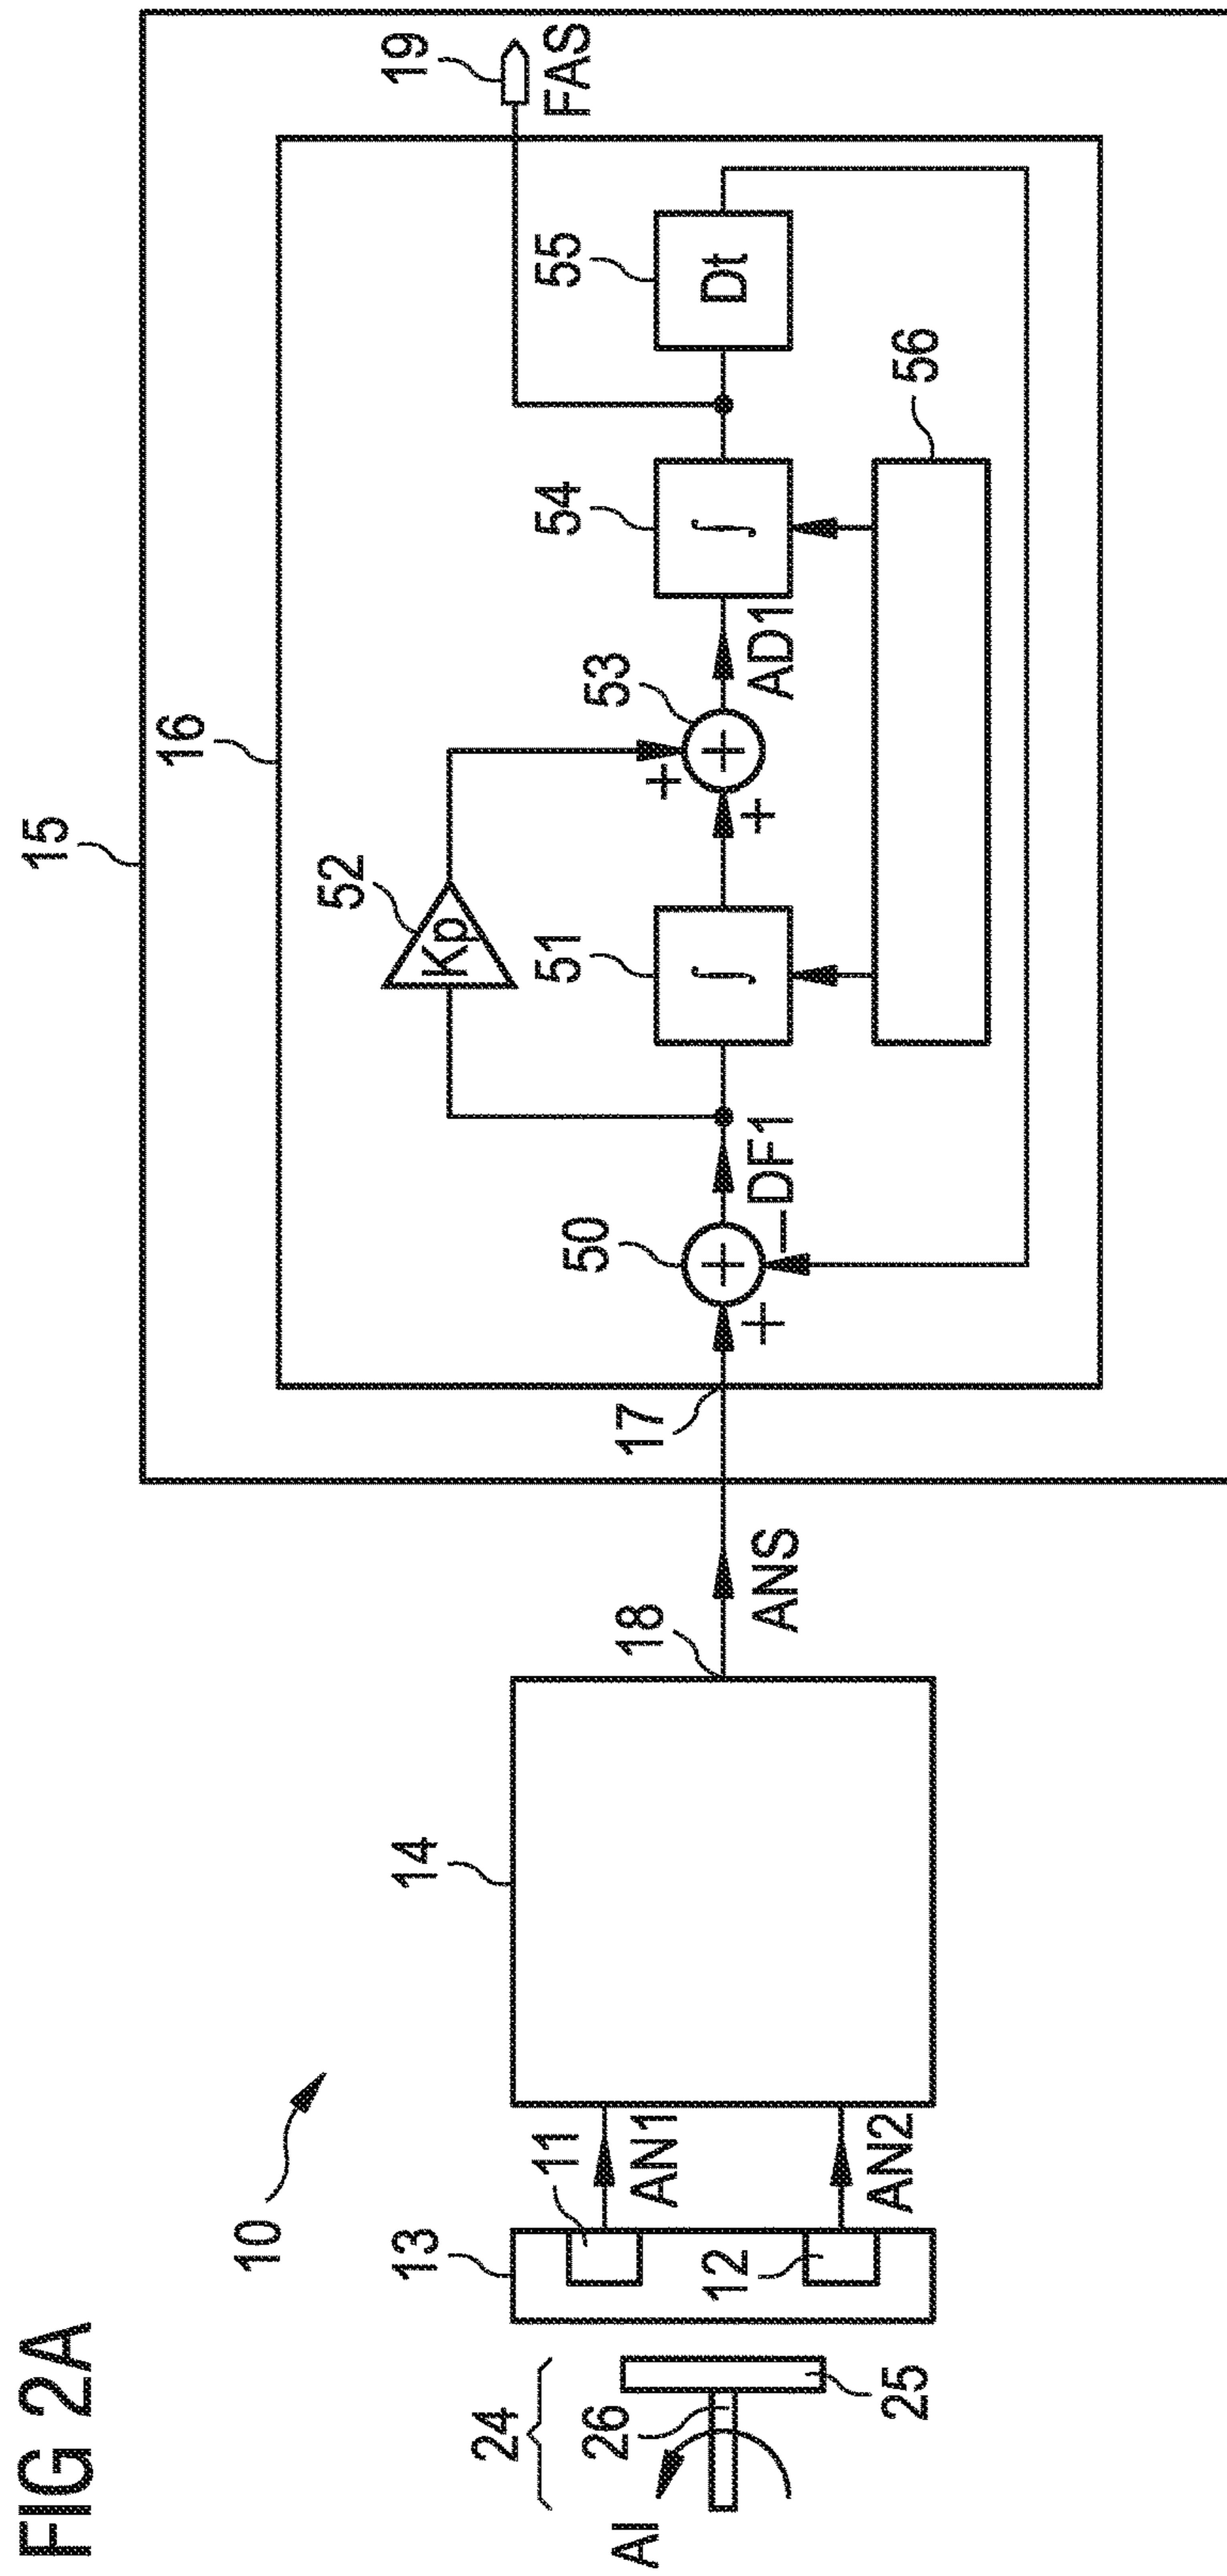 FIG 2A
10
15
16
19
FAS
52
Kp
55
Dt
54
∫
53
+
+
+
AD1
51
∫
50
+
+
−
DF1
56
17
18
ANS
14
13
11
AN1
12
AN2
24
26
25
AI